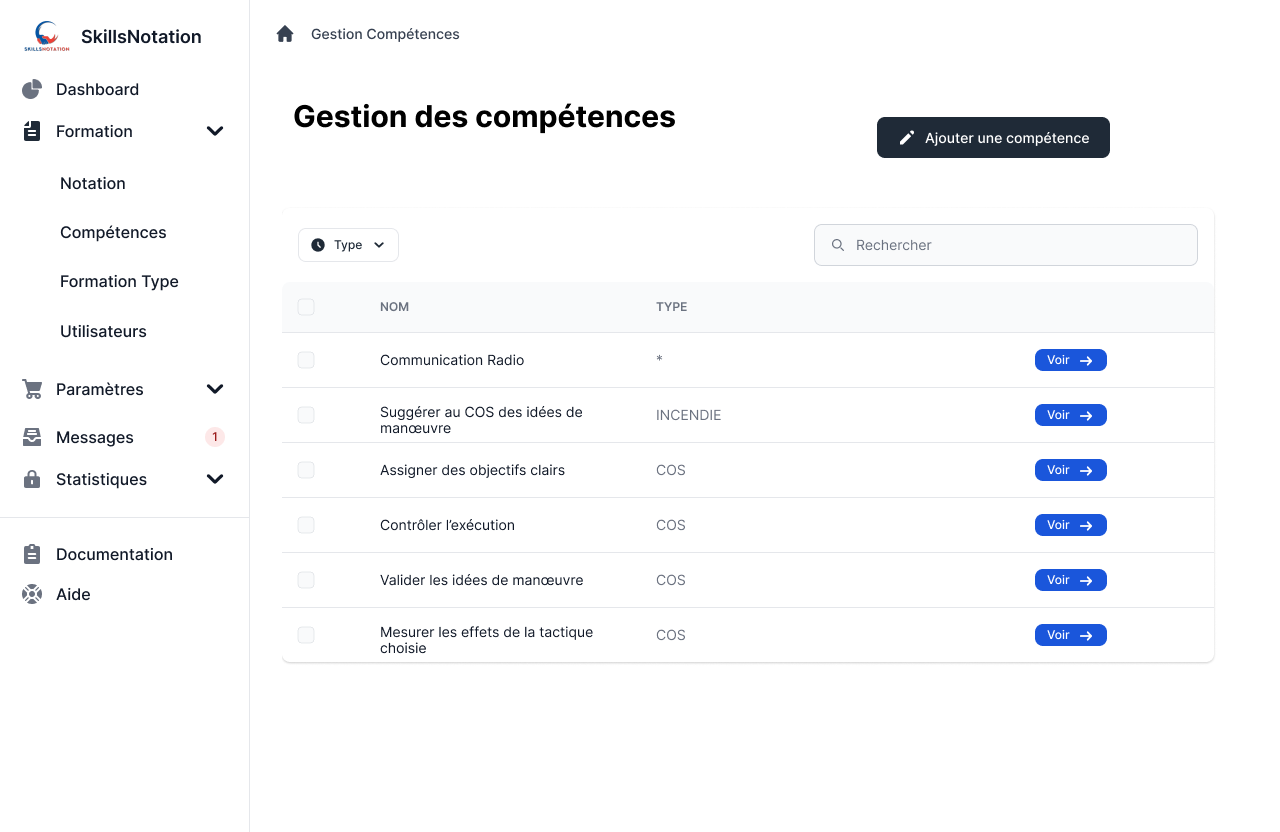 SKILLSNOTATION
SkillsNotation
Dashboard
Formation
Notation
Compétences
Formation Type
Utilisateurs
Paramètres
Messages
1
Statistiques
Documentation
Aide
Gestion Compétences
Gestion des compétences
Ajouter une compétence
Type
Rechercher
NOM TYPE
Communication Radio * Voir
Suggérer au COS des idées de
manœuvre
INCENDIE Voir
Assigner des objectifs clairs COS Voir
Contrôler l’exécution COS Voir
Valider les idées de manœuvre COS Voir
Mesurer les effets de la tactique
choisie
COS Voir